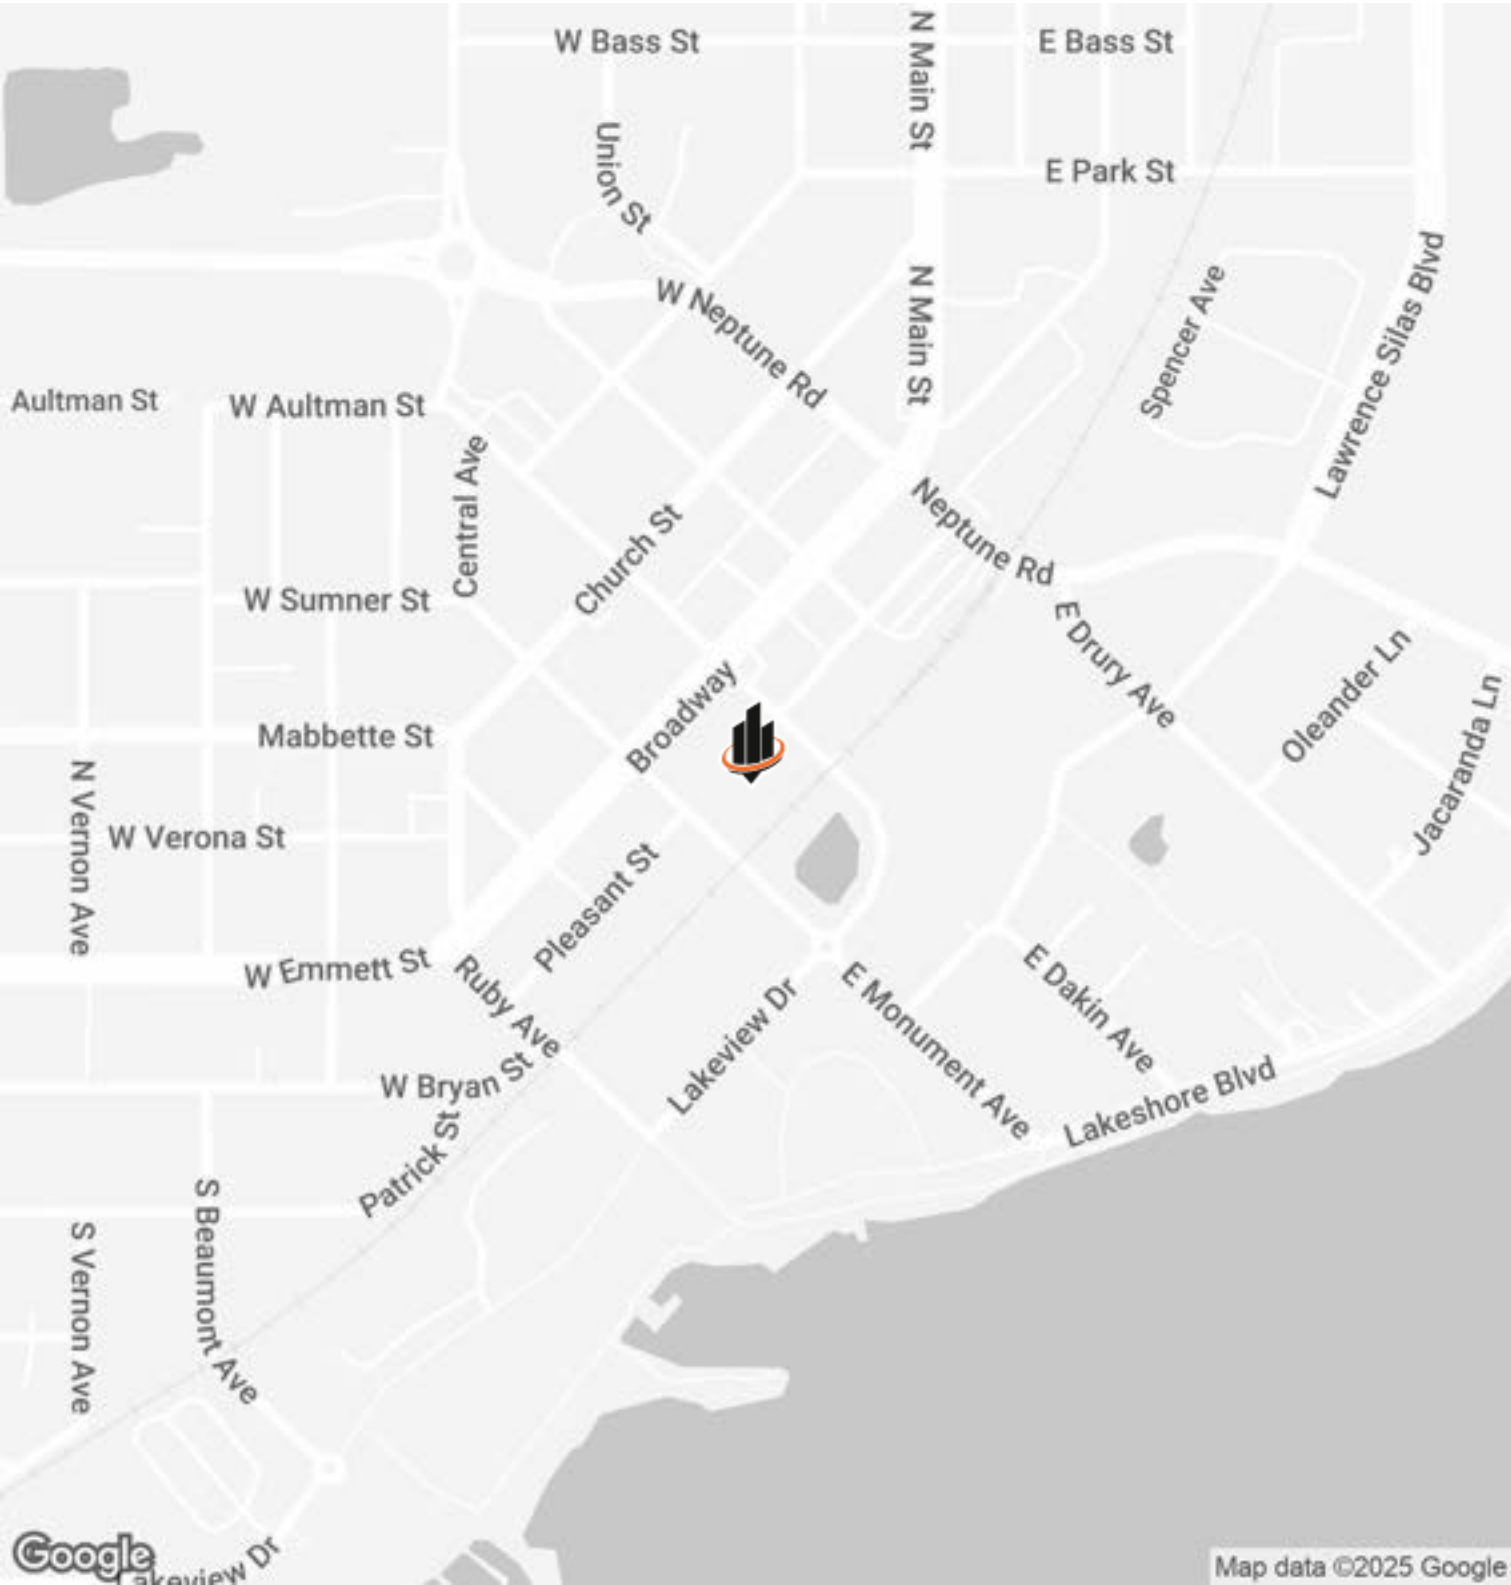 W Bass St
N Main St
E Bass St
Union St
E Park St
W Neptune Rd
N Main St
Spencer Ave
Lawrence Silas Blvd
Aultman St
W Aultman St
Central Ave
Church St
Neptune Rd
W Sumner St
E Drury Ave
Oleander Ln
Jacaranda Ln
Broadway
Mabbette St
N Vernon Ave
W Verona St
Pleasant St
W Emmett St
Ruby Ave
Lakeview Dr
E Monument Ave
E Dakin Ave
W Bryan St
Lakeshore Blvd
Patrick St
S Beaumont Ave
S Vernon Ave
Google
Lakeview Dr
Map data ©2025 Google